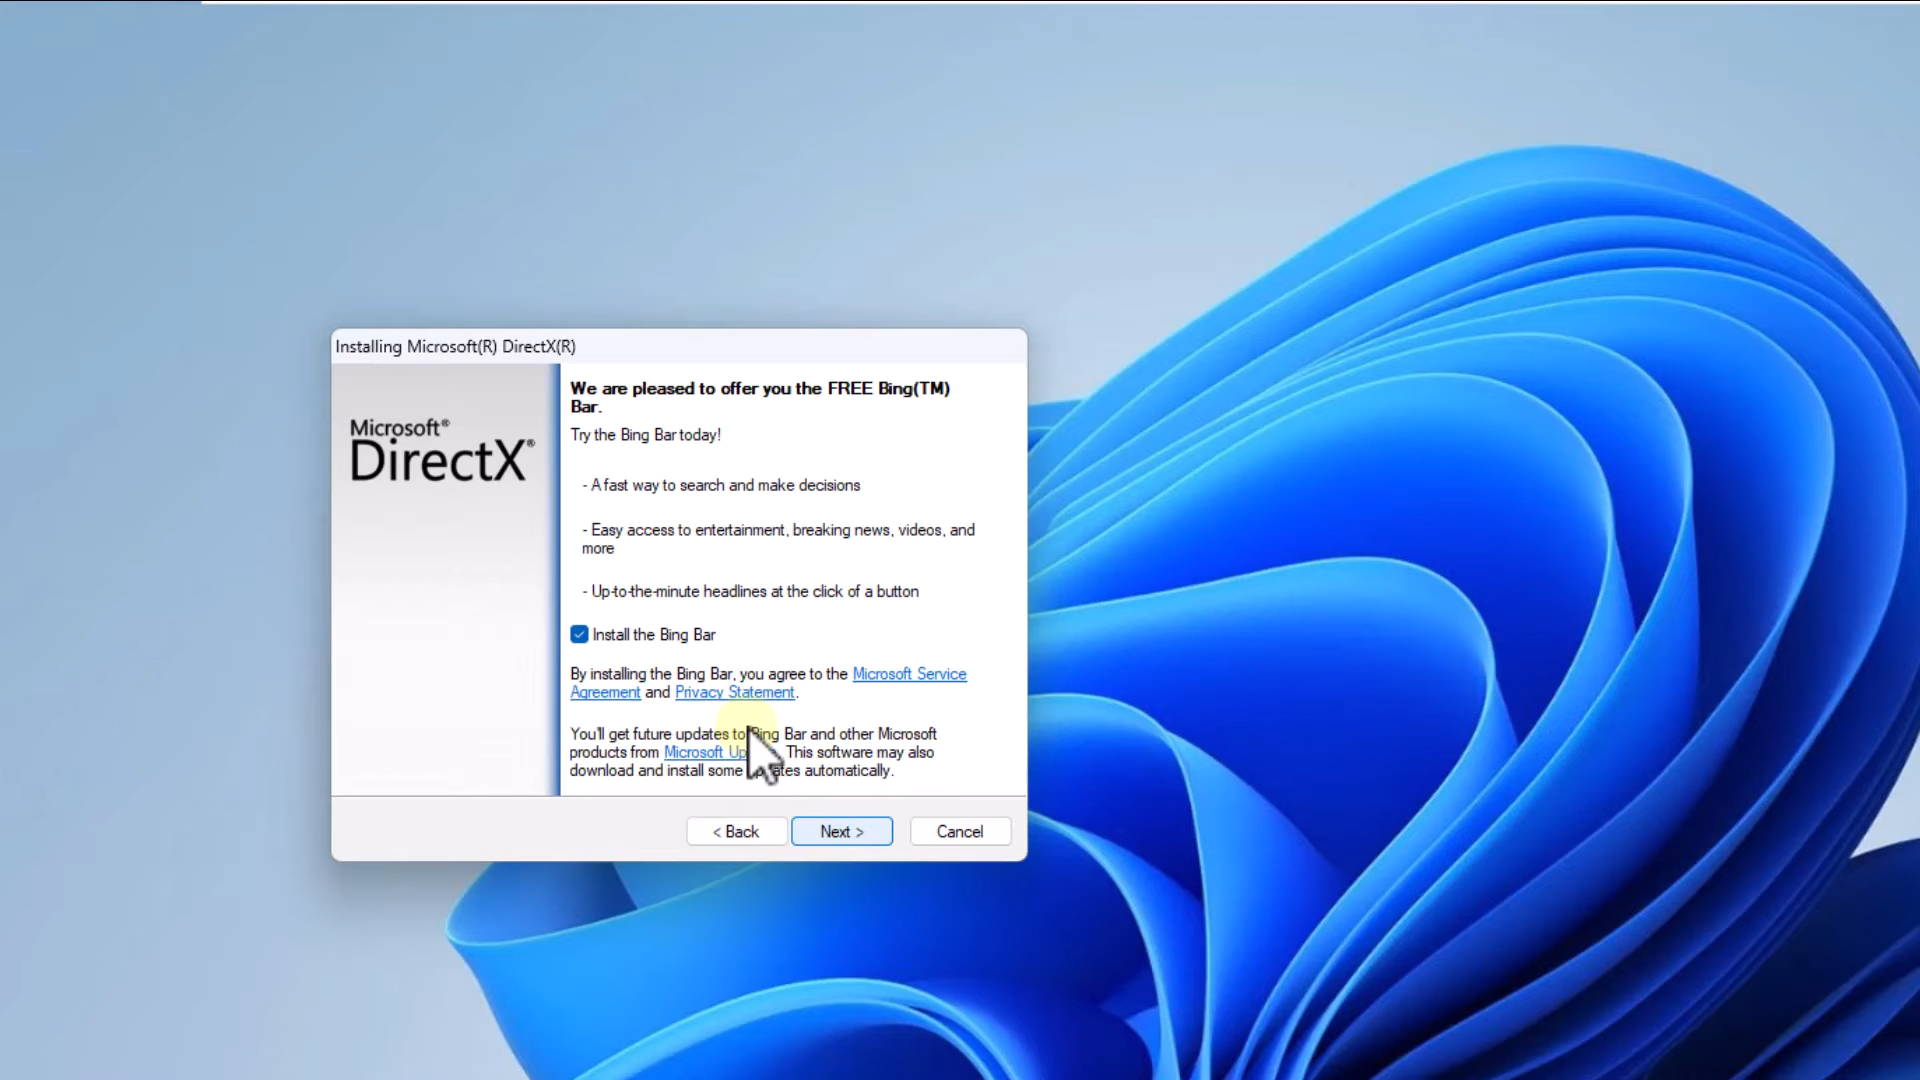 Installing Microsoft(R) DirectX(R)
Microsoft®
DirectX®
We are pleased to offer you the FREE Bing(TM)
Bar.
Try the Bing Bar today!
- A fast way to search and make decisions
- Easy access to entertainment, breaking news, videos, and
more
- Up-to-the-minute headlines at the click of a button
Install the Bing Bar
By installing the Bing Bar, you agree to the Microsoft Service
Agreement and Privacy Statement.
You'll get future updates to Bing Bar and other Microsoft
products from Microsoft This software may also
download and install some automatically.
< Back
Next >
Cancel